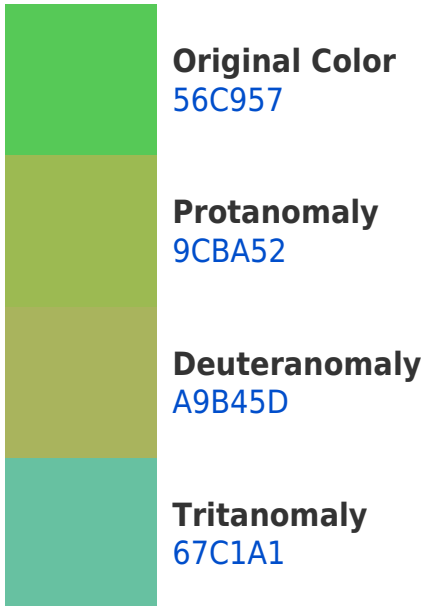 Original Color
56C957
Protanomaly
9CBA52
Deuteranomaly
A9B45D
Tritanomaly
67C1A1